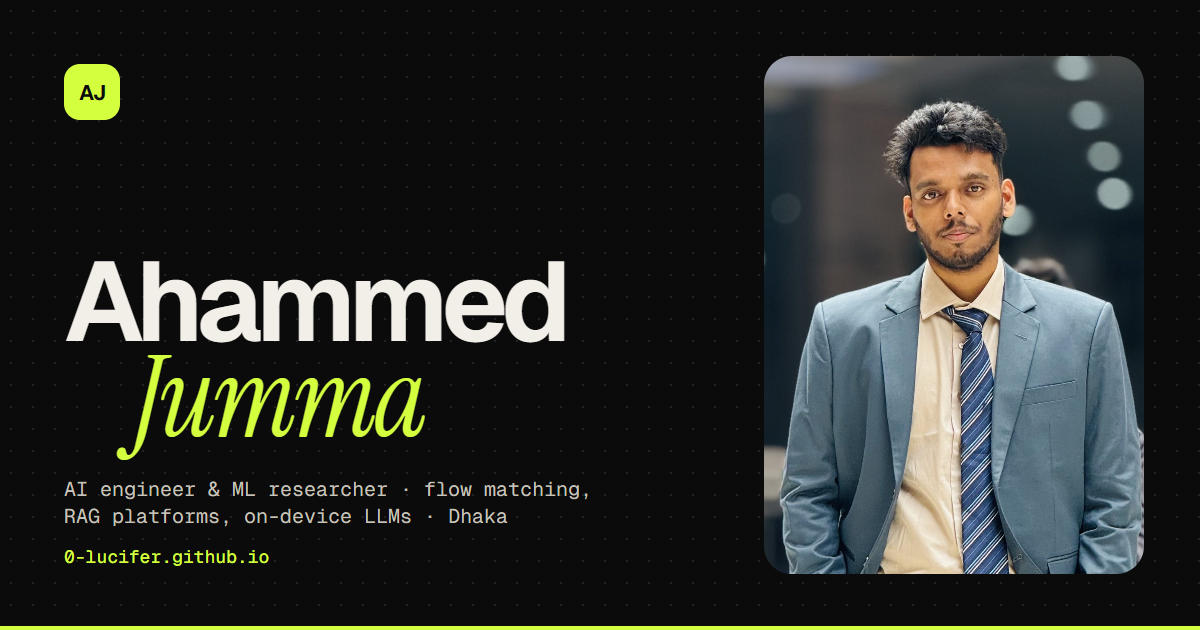 AJ
Ahammed
Jumma
AI engineer & ML researcher · flow matching,
RAG platforms, on-device LLMs · Dhaka
0-lucifer.github.io